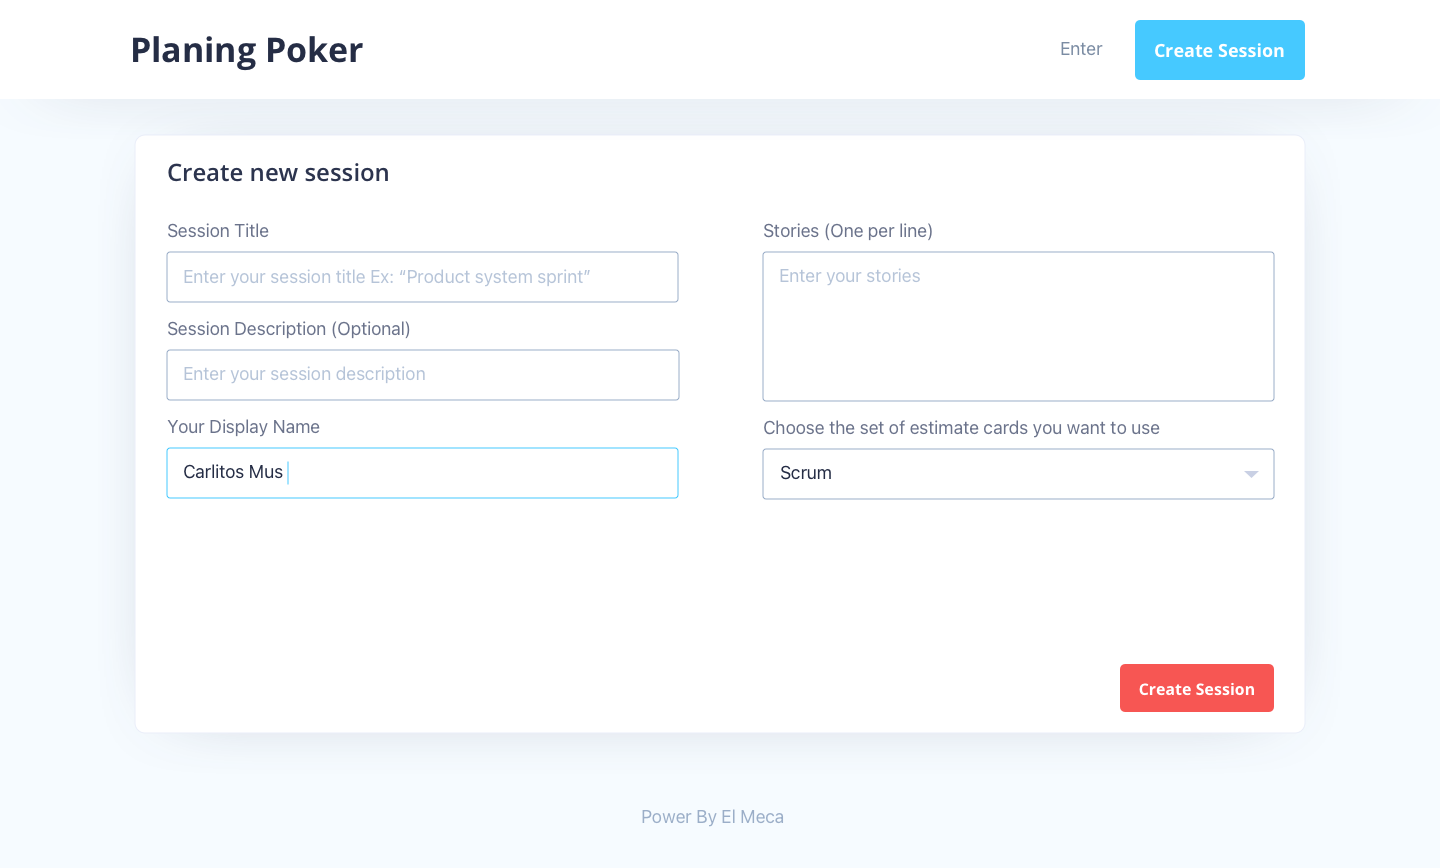 Planing Poker
Enter
Create Session
Create new session
Session Title
Enter your session title Ex: “Product system sprint”
Session Description (Optional)
Enter your session description
Your Display Name
Carlitos Mus
Stories (One per line)
Enter your stories
Choose the set of estimate cards you want to use
Scrum
Create Session
Power By El Meca